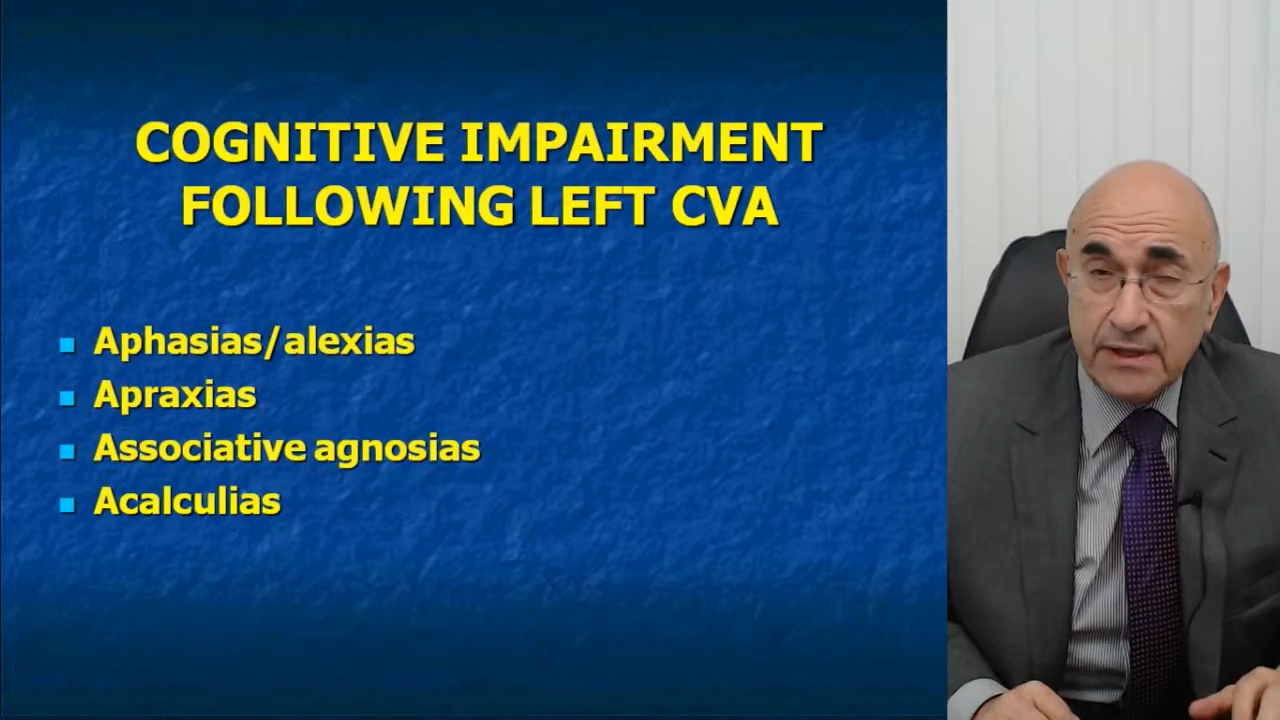 COGNITIVE IMPAIRMENT
FOLLOWING LEFT CVA
Aphasias/alexias
Apraxias
Associative agnosias
Acalculias